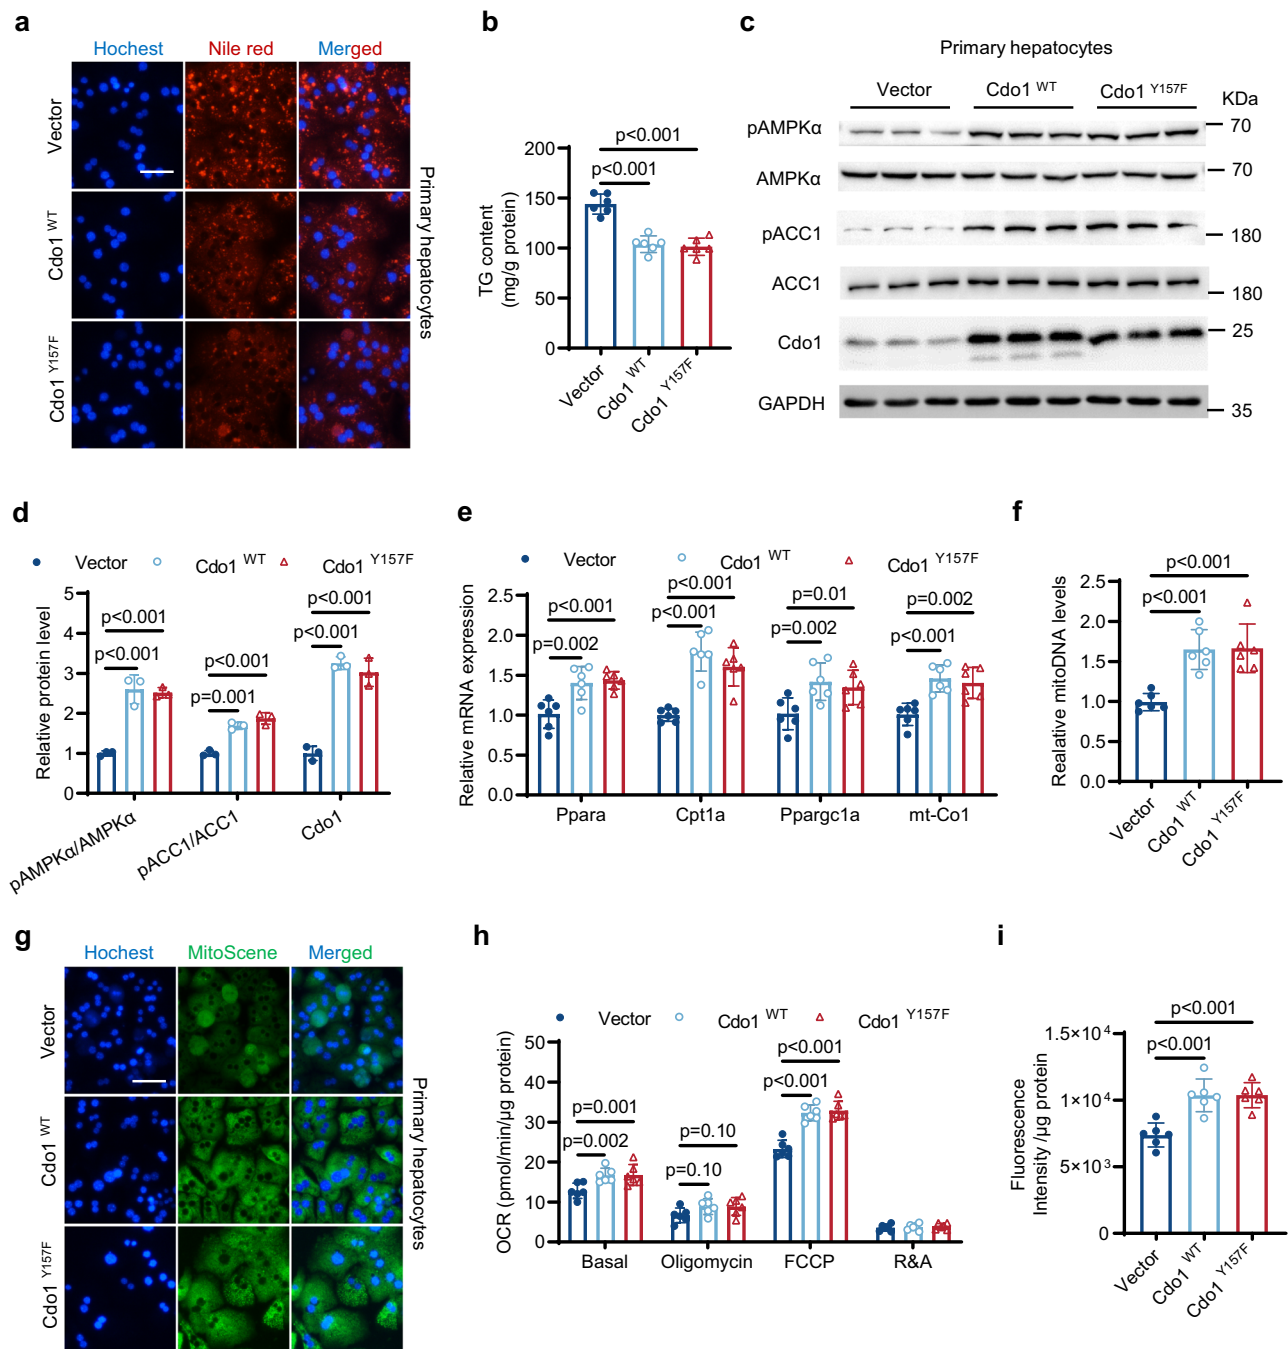 a
Hochest Nile red Merged
Vector
Cdo1 WT
Cdo1 Y157F
Primary hepatocytes
b
p<0.001
p<0.001
TG content
(mg/g protein)
200
150
100
50
0
Vector
Cdo1 WT
Cdo1 Y157F
c
Primary hepatocytes
Vector Cdo1 WT Cdo1 Y157F KDa
pAMPKα 70
AMPKα 70
pACC1 180
ACC1 180
Cdo1 25
GAPDH 35
d
Vector Cdo1 WT Cdo1 Y157F
Relative protein level
5
4
3
2
1
0
p<0.001
p<0.001
p<0.001
p=0.001
p<0.001
p<0.001
pAMPKα/AMPKα
pACC1/ACC1
Cdo1
e
Vector Cdo1 WT Cdo1 Y157F
Relative mRNA expression
2.5
2.0
1.5
1.0
0.5
0.0
p<0.001
p=0.002
p<0.001
p<0.001
p=0.01
p=0.002
p=0.002
p<0.001
Ppara Cpt1a Ppargc1a mt-Co1
f
Realative mitoDNA levels
2.5
2.0
1.5
1.0
0.5
0.0
p<0.001
p<0.001
Vector
Cdo1 WT
Cdo1 Y157F
g
Hochest MitoScene Merged
Vector
Cdo1 WT
Cdo1 Y157F
Primary hepatocytes
h
Vector Cdo1 WT Cdo1 Y157F
OCR (pmol/min/μg protein)
50
40
30
20
10
0
p=0.001
p=0.002
p=0.10
p=0.10
p<0.001
p<0.001
Basal Oligomycin FCCP R&A
i
Fluorescence
Intensity /μg protein
1.5×10⁴
1×10⁴
5×10³
0
p<0.001
p<0.001
Vector
Cdo1 WT
Cdo1 Y157F